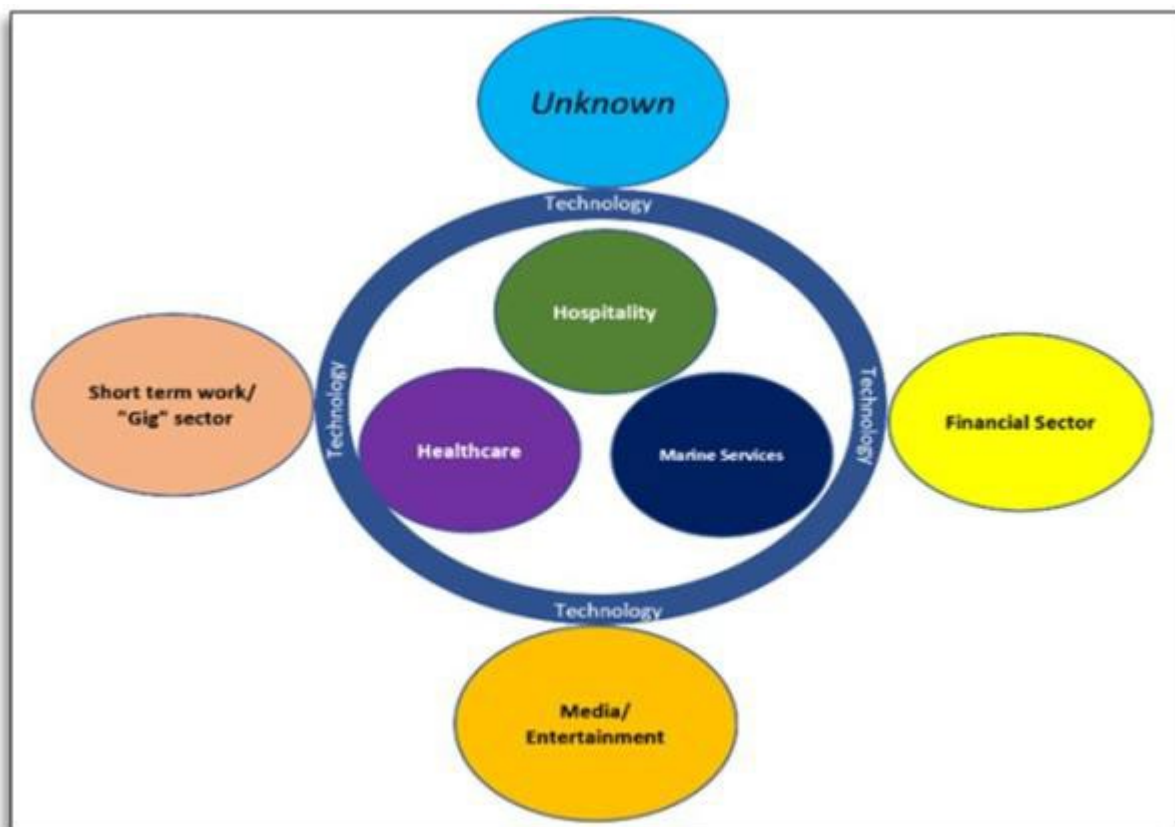 Unknown
Technology
Hospitality
Short term work/
"Gig" sector
Technology
Healthcare
Marine Services
Technology
Financial Sector
Technology
Media/
Entertainment